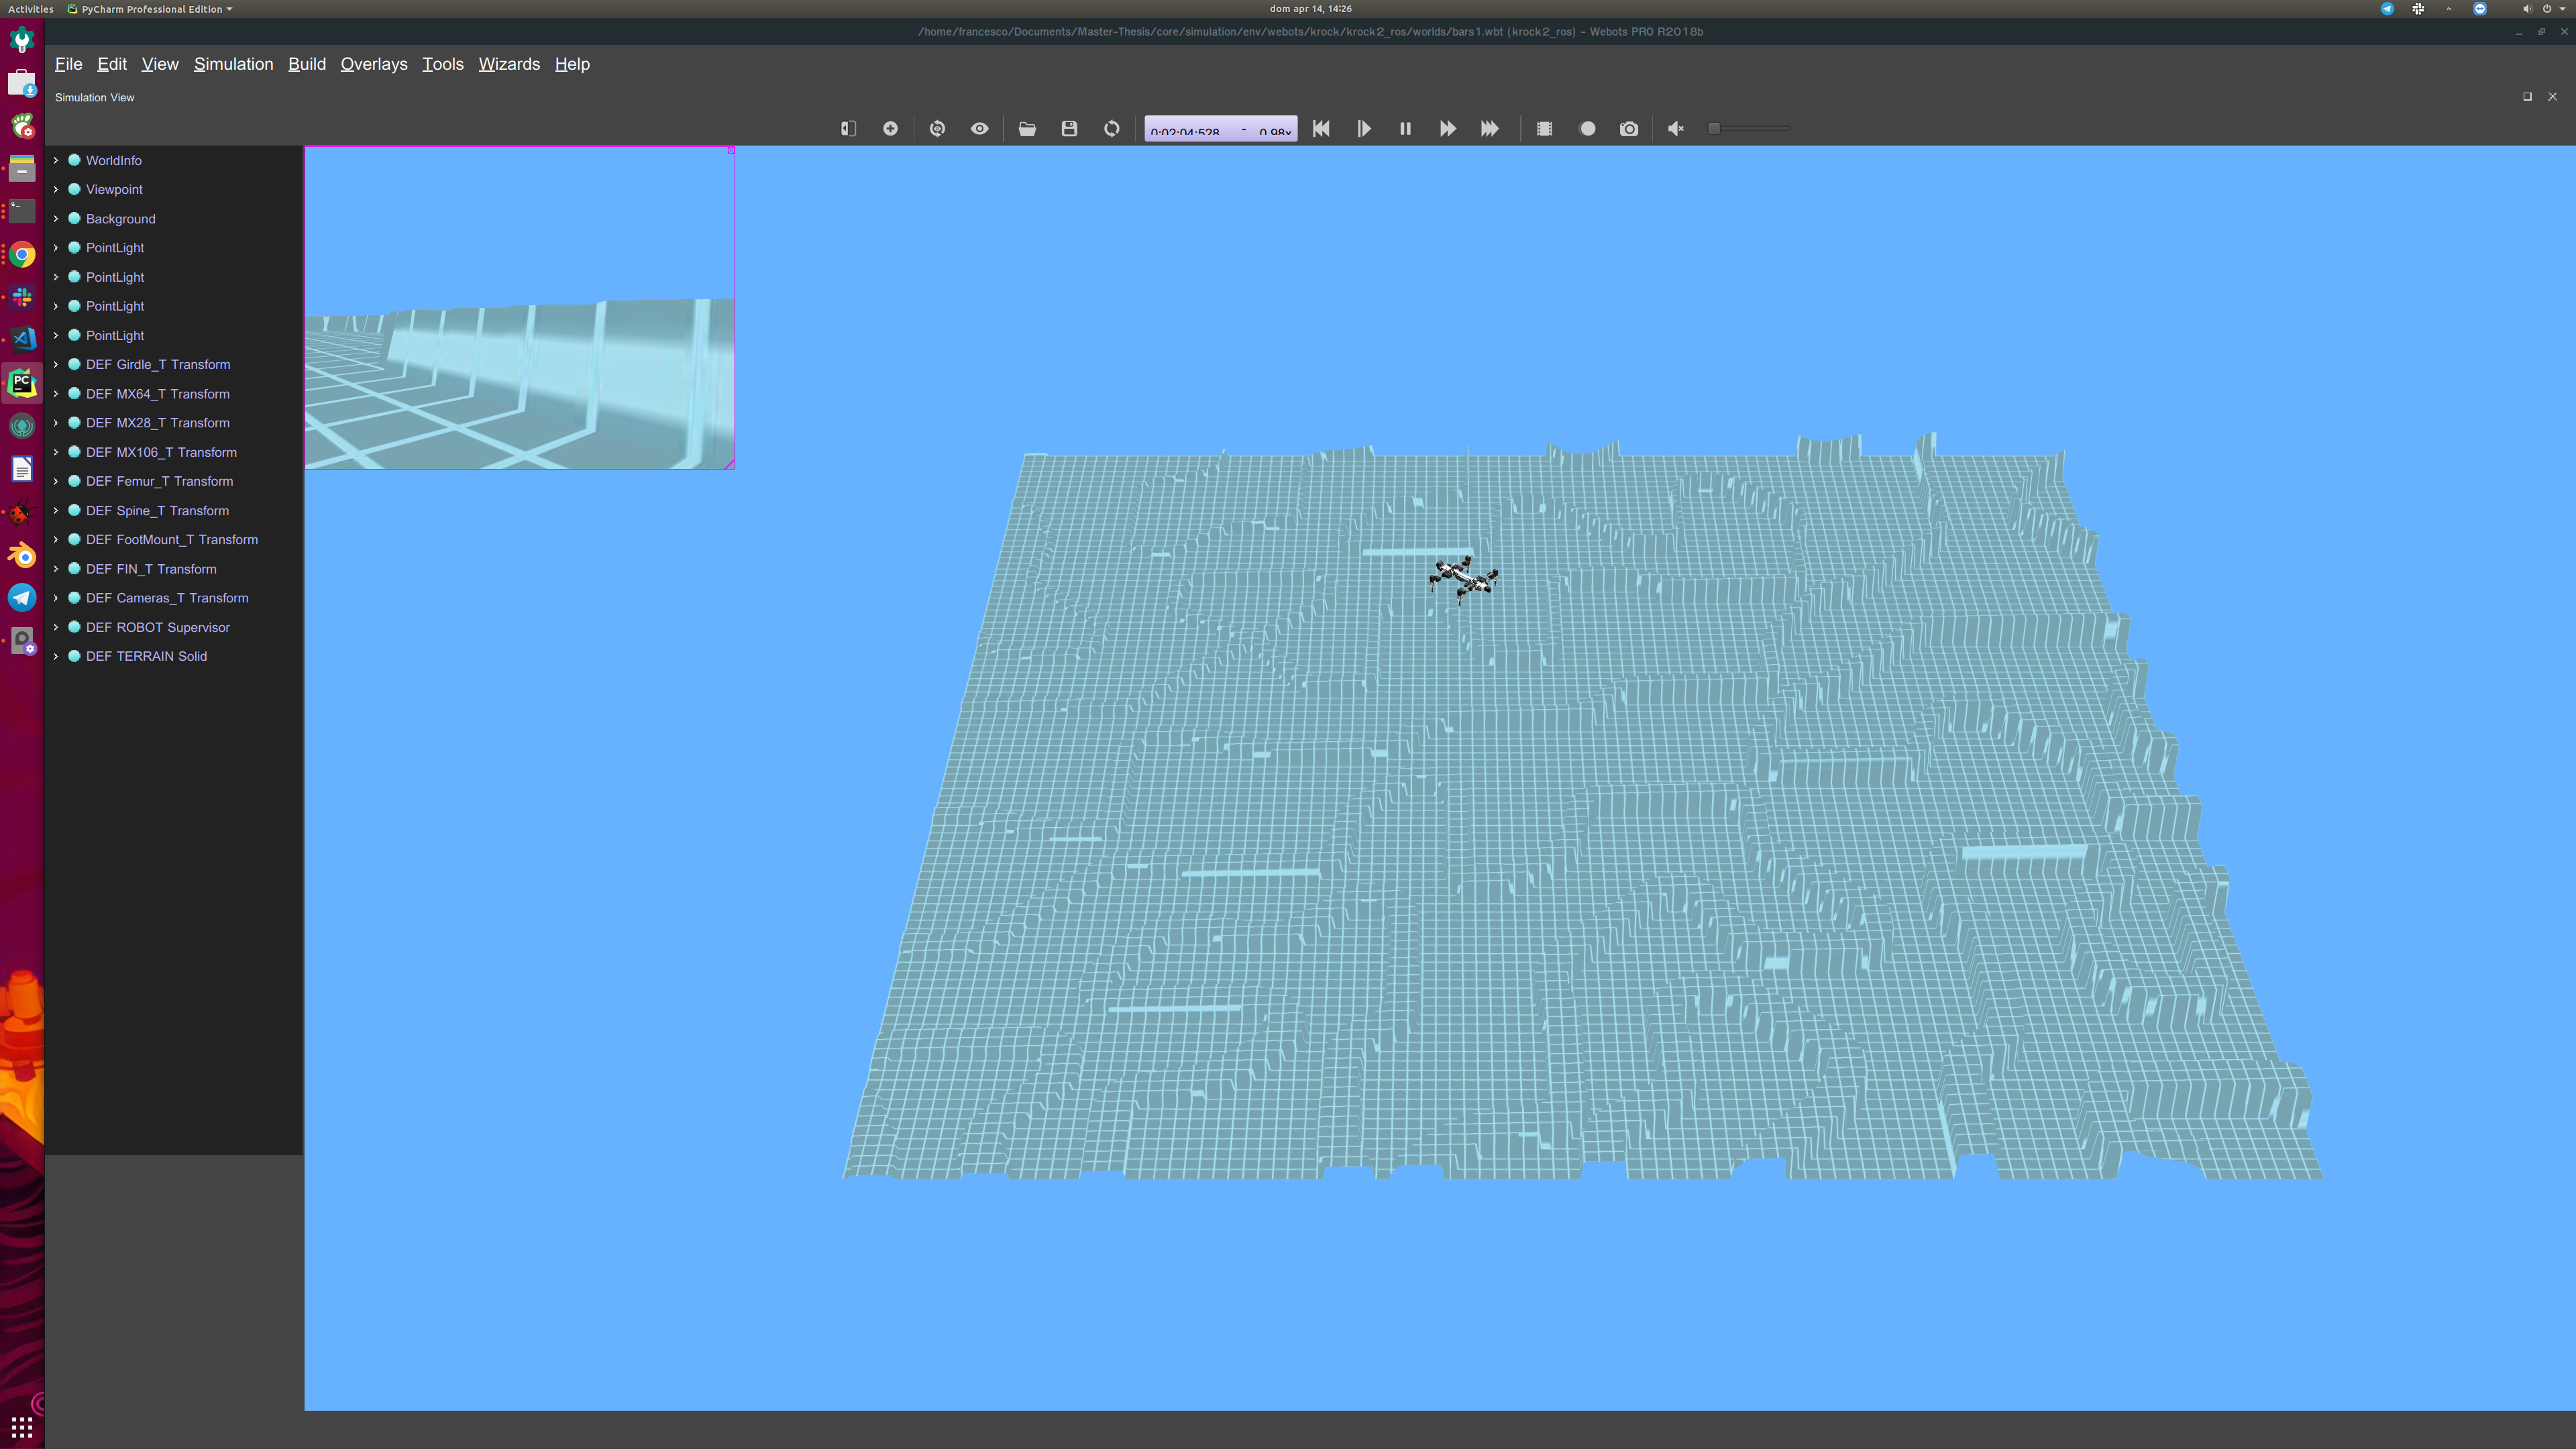 Activities PyCharm Professional Edition dom apr 14, 14:26
/home/francesco/Documents/Master-Thesis/core/simulation/env/webots/krock/krock2_ros/worlds/bars1.wbt (krock2_ros) - Webots PRO R2018b
File Edit View Simulation Build Overlays Tools Wizards Help
Simulation View
0:02:04:528 - 0.98x
WorldInfo
Viewpoint
Background
PointLight
PointLight
PointLight
PointLight
DEF Girdle_T Transform
DEF MX64_T Transform
DEF MX28_T Transform
DEF MX106_T Transform
DEF Femur_T Transform
DEF Spine_T Transform
DEF FootMount_T Transform
DEF FIN_T Transform
DEF Cameras_T Transform
DEF ROBOT Supervisor
DEF TERRAIN Solid
PC